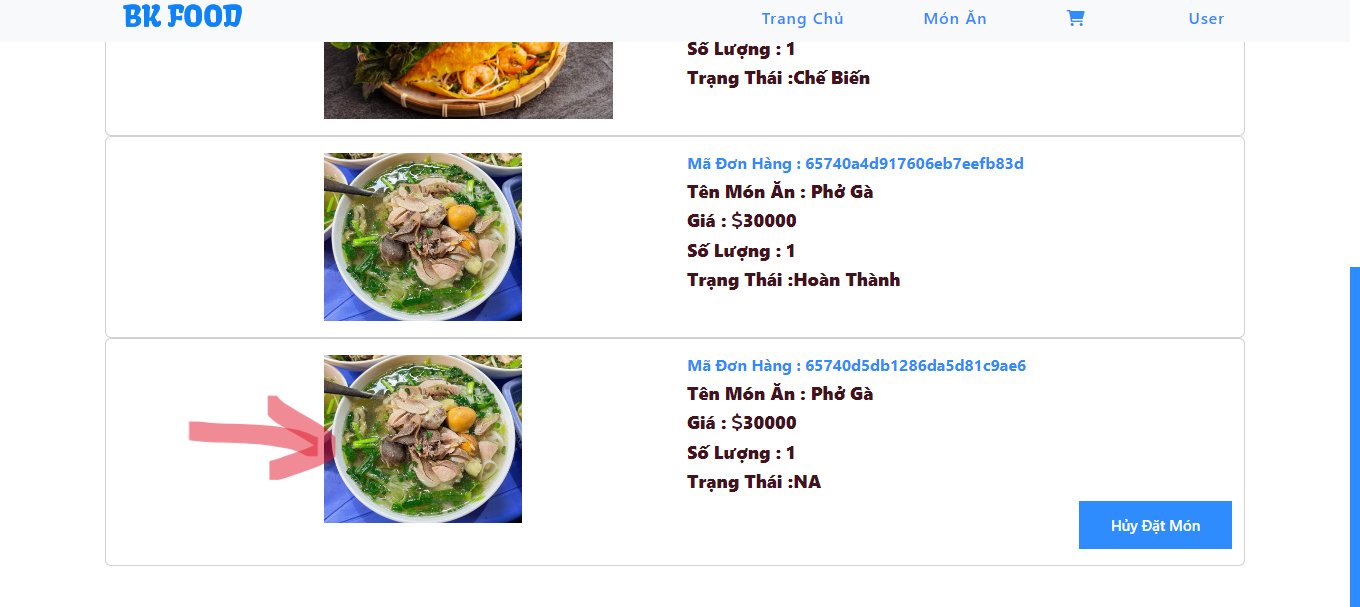 BK FOOD
Trang Chủ
Món Ăn
User
Số Lượng : 1
Trạng Thái :Chế Biến
Mã Đơn Hàng : 65740a4d917606eb7eefb83d
Tên Món Ăn : Phở Gà
Giá : $30000
Số Lượng : 1
Trạng Thái :Hoàn Thành
Mã Đơn Hàng : 65740d5db1286da5d81c9ae6
Tên Món Ăn : Phở Gà
Giá : $30000
Số Lượng : 1
Trạng Thái :NA
Hủy Đặt Món